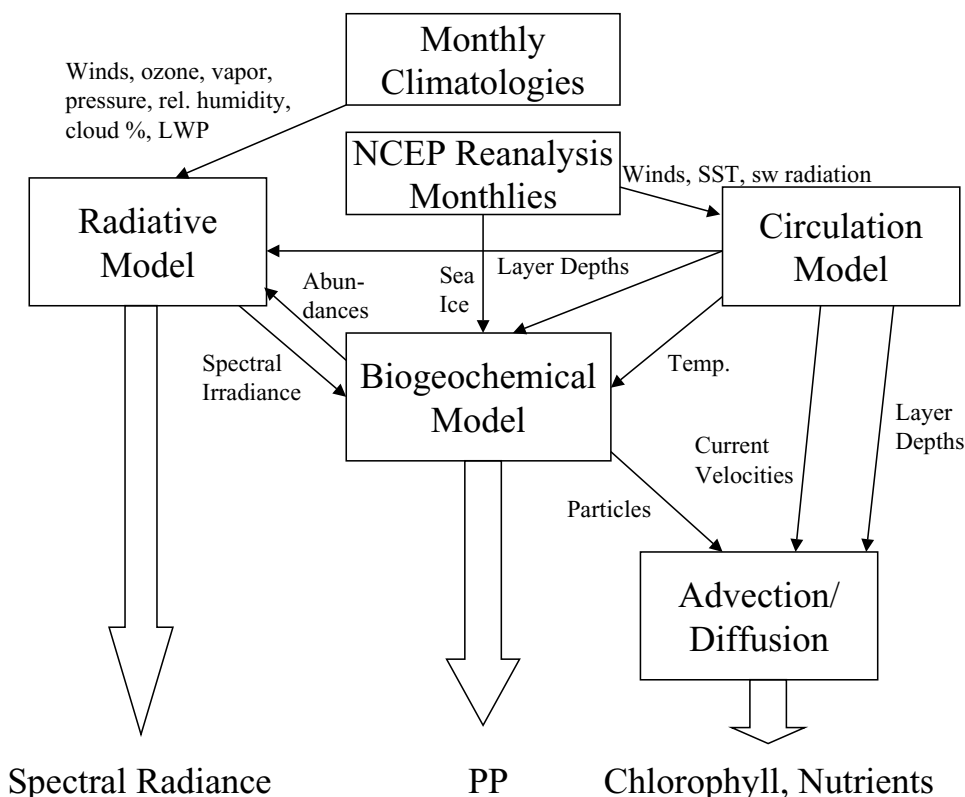 Monthly
Climatologies
Winds, ozone, vapor,
pressure, rel. humidity,
cloud %, LWP
NCEP Reanalysis
Monthlies
Winds, SST, sw radiation
Radiative
Model
Circulation
Model
Layer Depths
Abun-
dances
Sea
Ice
Spectral
Irradiance
Biogeochemical
Model
Temp.
Layer
Depths
Current
Velocities
Particles
Advection/
Diffusion
Spectral Radiance
PP
Chlorophyll, Nutrients